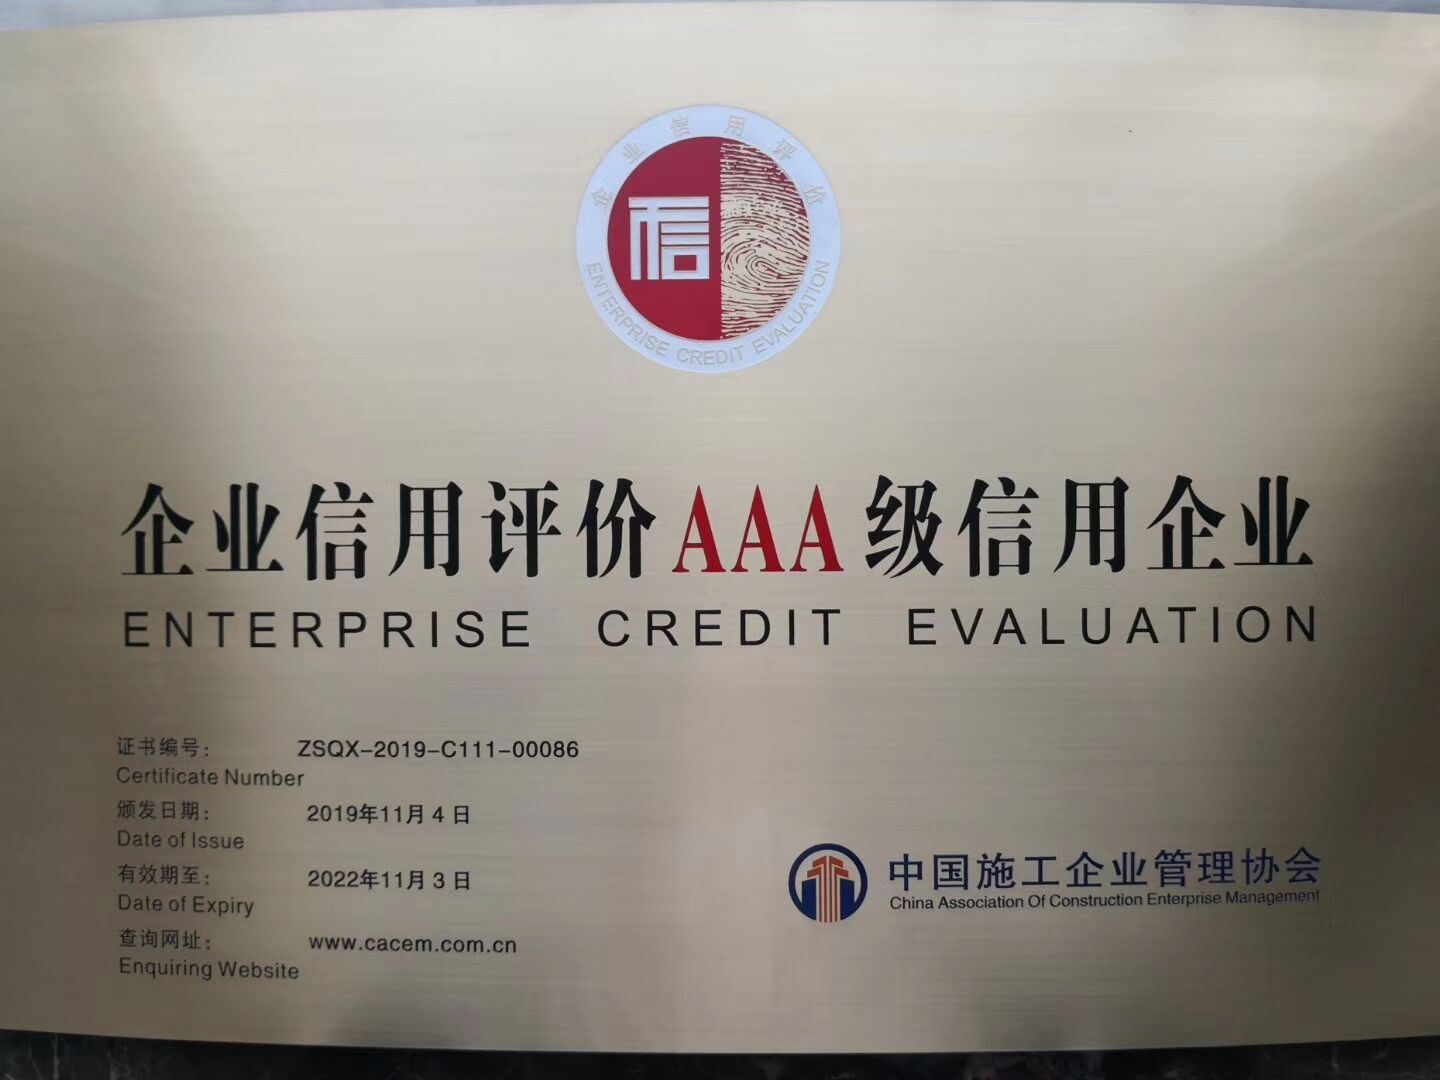 企业信用评价
信
ENTERPRISE CREDIT EVALUATION
企业信用评价AAA级信用企业
ENTERPRISE CREDIT EVALUATION
证书编号： ZSQX-2019-C111-00086
Certificate Number
颁发日期： 2019年11月4日
Date of Issue
有效期至： 2022年11月3日
Date of Expiry
查询网址： www.cacem.com.cn
Enquiring Website
中国施工企业管理协会
China Association Of Construction Enterprise Management